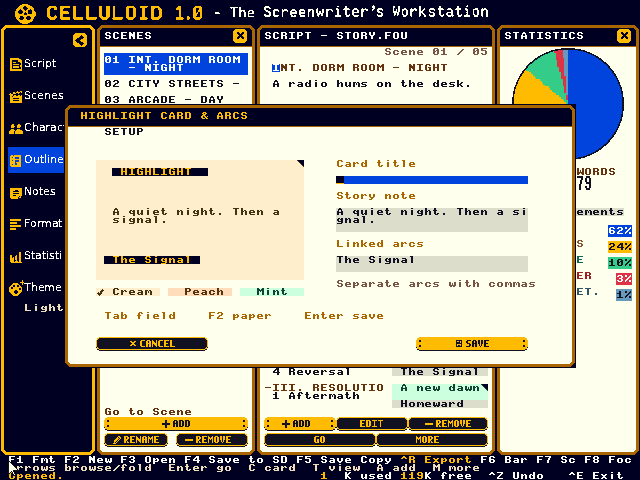 CELLULOID 1.0 - The Screenwriter's Workstation
Script
Scenes
Charac
Outline
Notes
Format
Statisti
Theme
Light
SCENES
01 INT. DORM ROOM
- NIGHT
02 CITY STREETS -
03 ARCADE - DAY
Go to Scene
+ADD
RENAME
REMOVE
SCRIPT - STORY.FOU
Scene 01 / 05
INT. DORM ROOM - NIGHT
A radio hums on the desk.
STATISTICS
WORDS
79
ements
62%
S 24%
E 10%
ER 3%
ET. 1%
HIGHLIGHT CARD & ARCS
SETUP
HIGHLIGHT
A quiet night. Then a
signal.
The Signal
✓ Cream
Peach
Mint
Card title
Story note
A quiet night. Then a si
gnal.
Linked arcs
The Signal
Separate arcs with commas
Tab field F2 paper Enter save
× CANCEL
SAVE
4 Reversal
The Signal
—III. RESOLUTIO
A new dawn
1 Aftermath
Homeward
+ADD
EDIT
—REMOVE
GO
MORE
F1 Fmt F2 New F3 Open F4 Save to SD F5 Save Copy ^R Export F6 Bar F7 Sc F8 Foc
Arrows browse/fold Enter go C card T view A add M more
Opened.
1 K used 119K free ^Z Undo ^E Exit